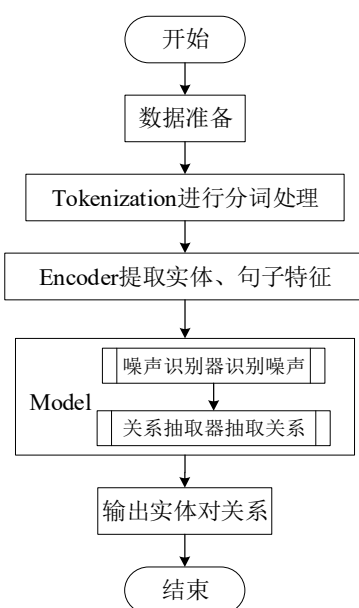 开始
数据准备
Tokenization进行分词处理
Encoder提取实体、句子特征
噪声识别器识别噪声
Model
关系抽取器抽取关系
输出实体对关系
结束